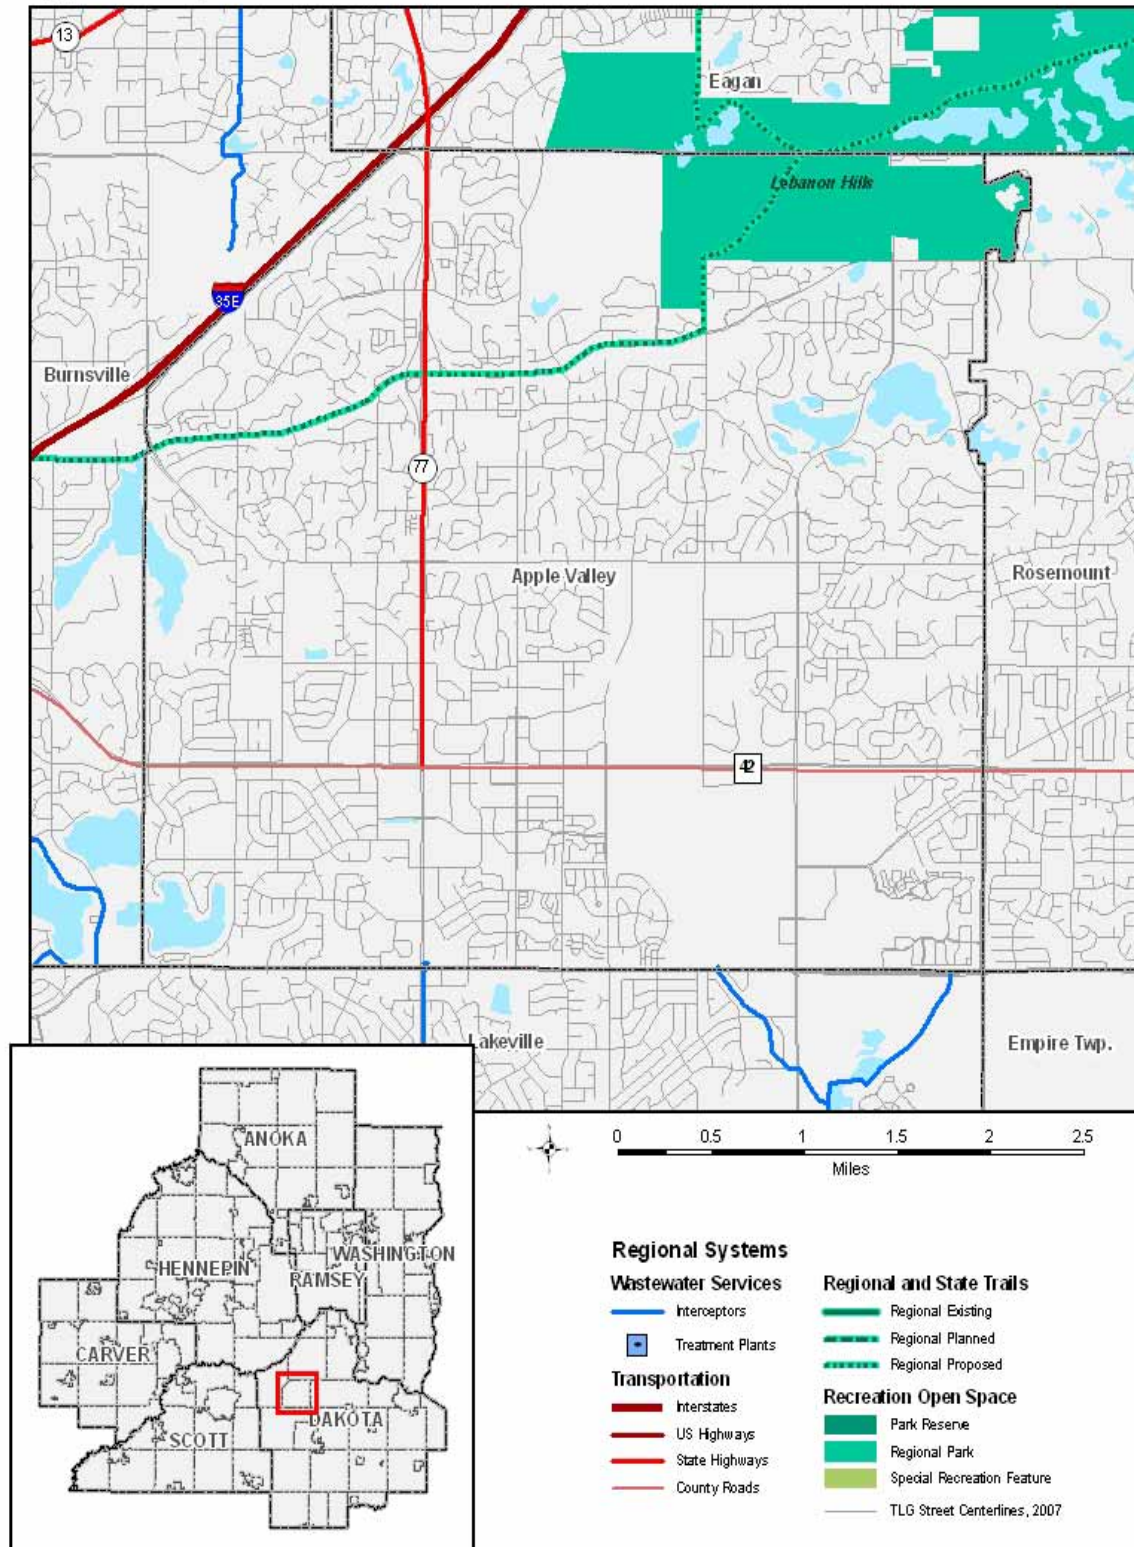 13
Eagan
Lebanon Hills
35E
Burnsville
77
Apple Valley
Rosemount
42
Lakeville
Empire Twp.
ANOKA
WASHINGTON
HENNEPIN
RAMSEY
CARVER
DAKOTA
SCOTT
0 0.5 1 1.5 2 2.5
Miles
Regional Systems
Wastewater Services
Interceptors
Treatment Plants
Transportation
Interstates
US Highways
State Highways
County Roads
Regional and State Trails
Regional Existing
Regional Planned
Regional Proposed
Recreation Open Space
Park Reserve
Regional Park
Special Recreation Feature
TLG Street Centerlines, 2007